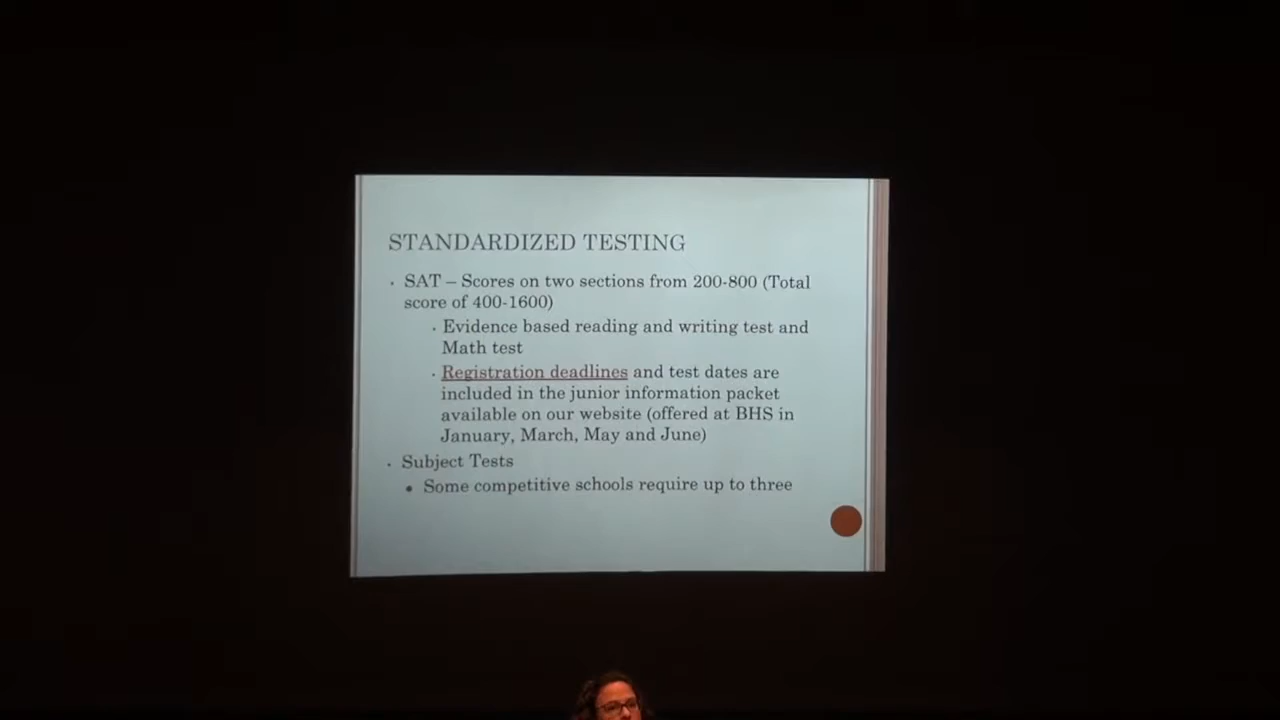 STANDARDIZED TESTING
· SAT – Scores on two sections from 200-800 (Total
score of 400-1600)
· Evidence based reading and writing test and
Math test
· Registration deadlines and test dates are
included in the junior information packet
available on our website (offered at BHS in
January, March, May and June)
· Subject Tests
• Some competitive schools require up to three